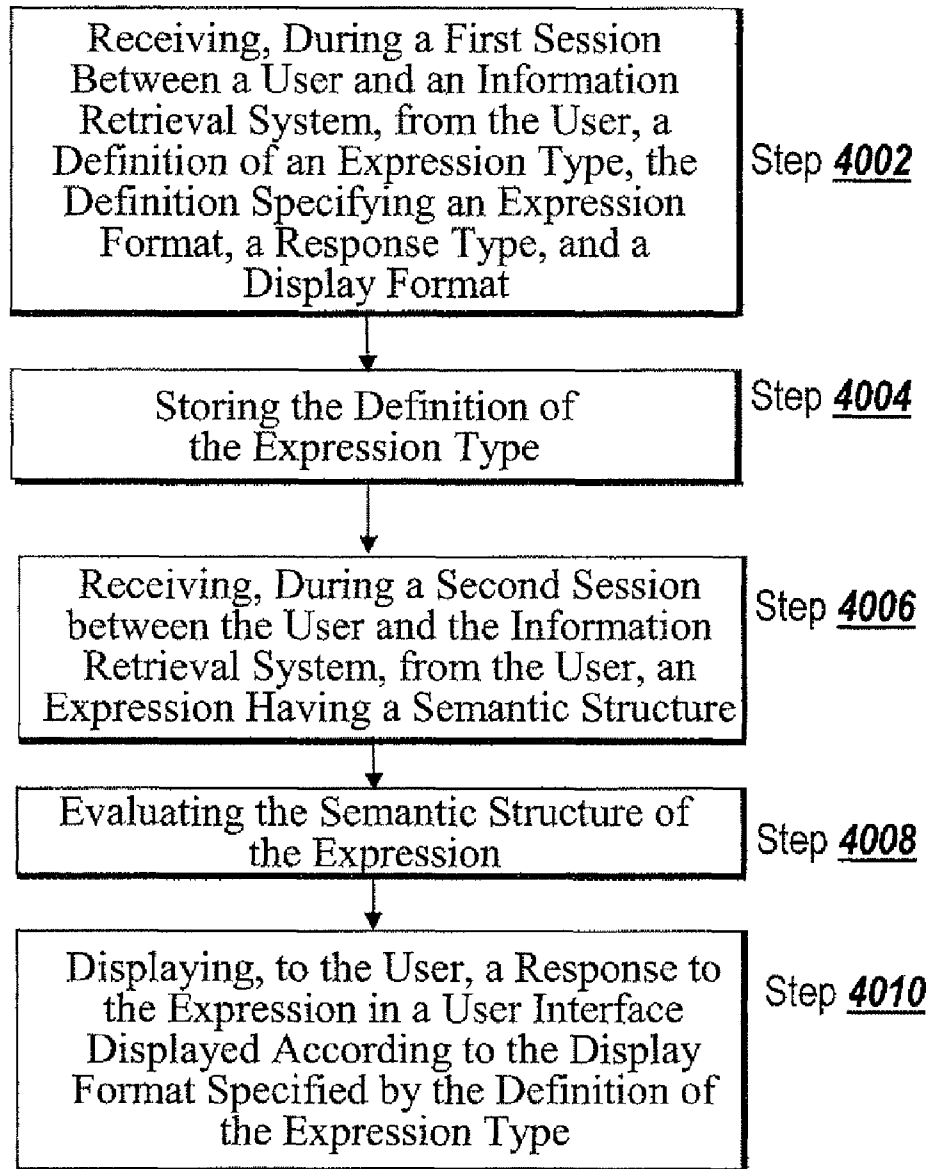 Receiving, During a First Session
Between a User and an Information
Retrieval System, from the User, a
Definition of an Expression Type, the
Definition Specifying an Expression
Format, a Response Type, and a
Display Format
Step 4002
Storing the Definition of
the Expression Type
Step 4004
Receiving, During a Second Session
between the User and the Information
Retrieval System, from the User, an
Expression Having a Semantic Structure
Step 4006
Evaluating the Semantic Structure of
the Expression
Step 4008
Displaying, to the User, a Response to
the Expression in a User Interface
Displayed According to the Display
Format Specified by the Definition of
the Expression Type
Step 4010